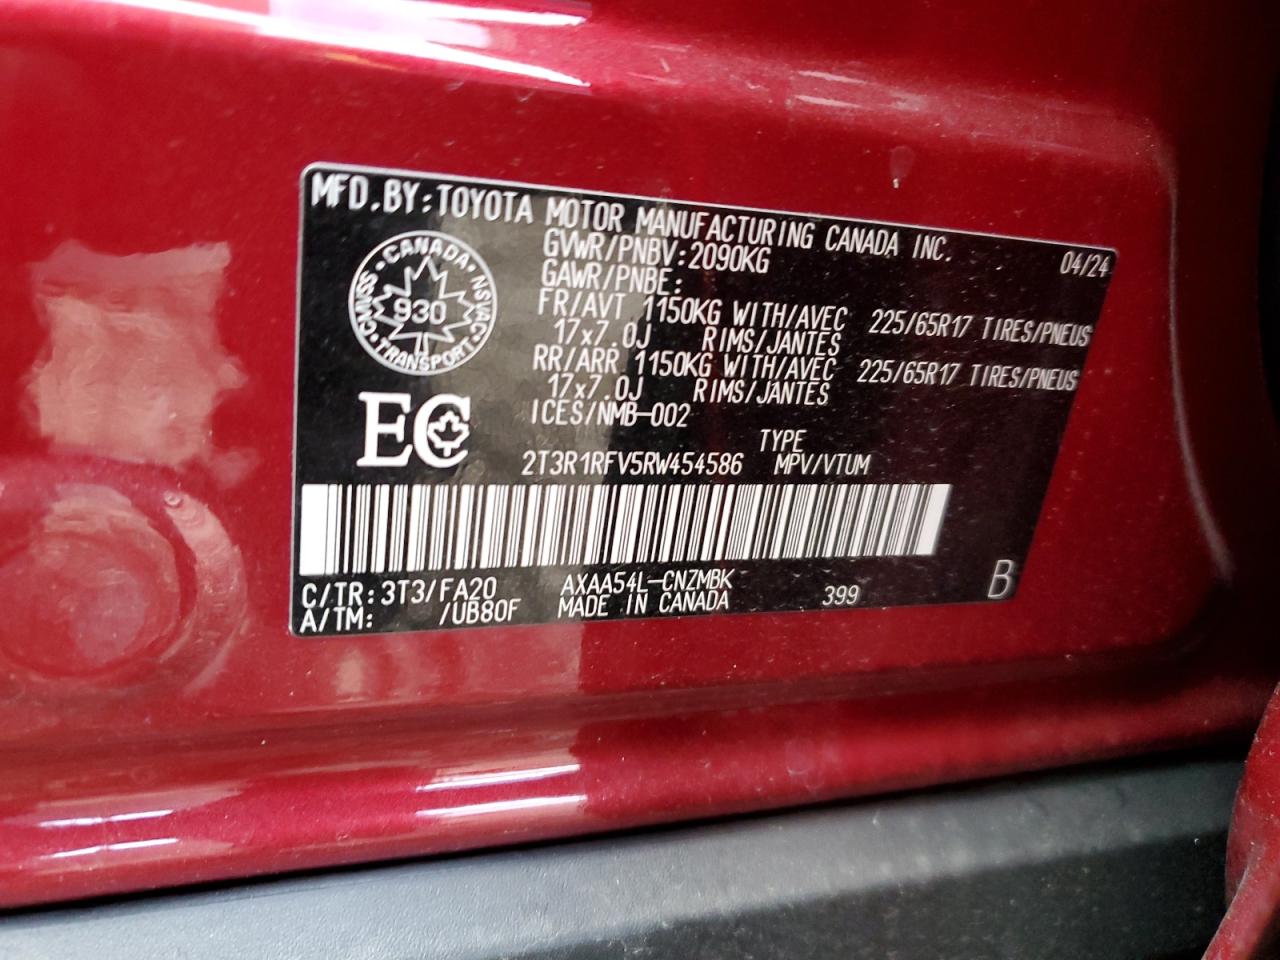 MFD.BY:TOYOTA MOTOR MANUFACTURING CANADA INC.
GVWR/PNBV:2090KG 04/24
GAWR/PNBE:
FR/AVT 1150KG WITH/AVEC 225/65R17 TIRES/PNEUS
17x7.0J RIMS/JANTES
RR/ARR 1150KG WITH/AVEC 225/65R17 TIRES/PNEUS
17x7.0J RIMS/JANTES
ICES/NMB-002
CANADA
CMVSS 930 NSVAC
TRANSPORT
EC
TYPE
2T3R1RFV5RW454586 MPV/VTUM
C/TR:3T3/FA20 AXAA54L-CNZMBK
A/TM: /UB80F MADE IN CANADA 399 B